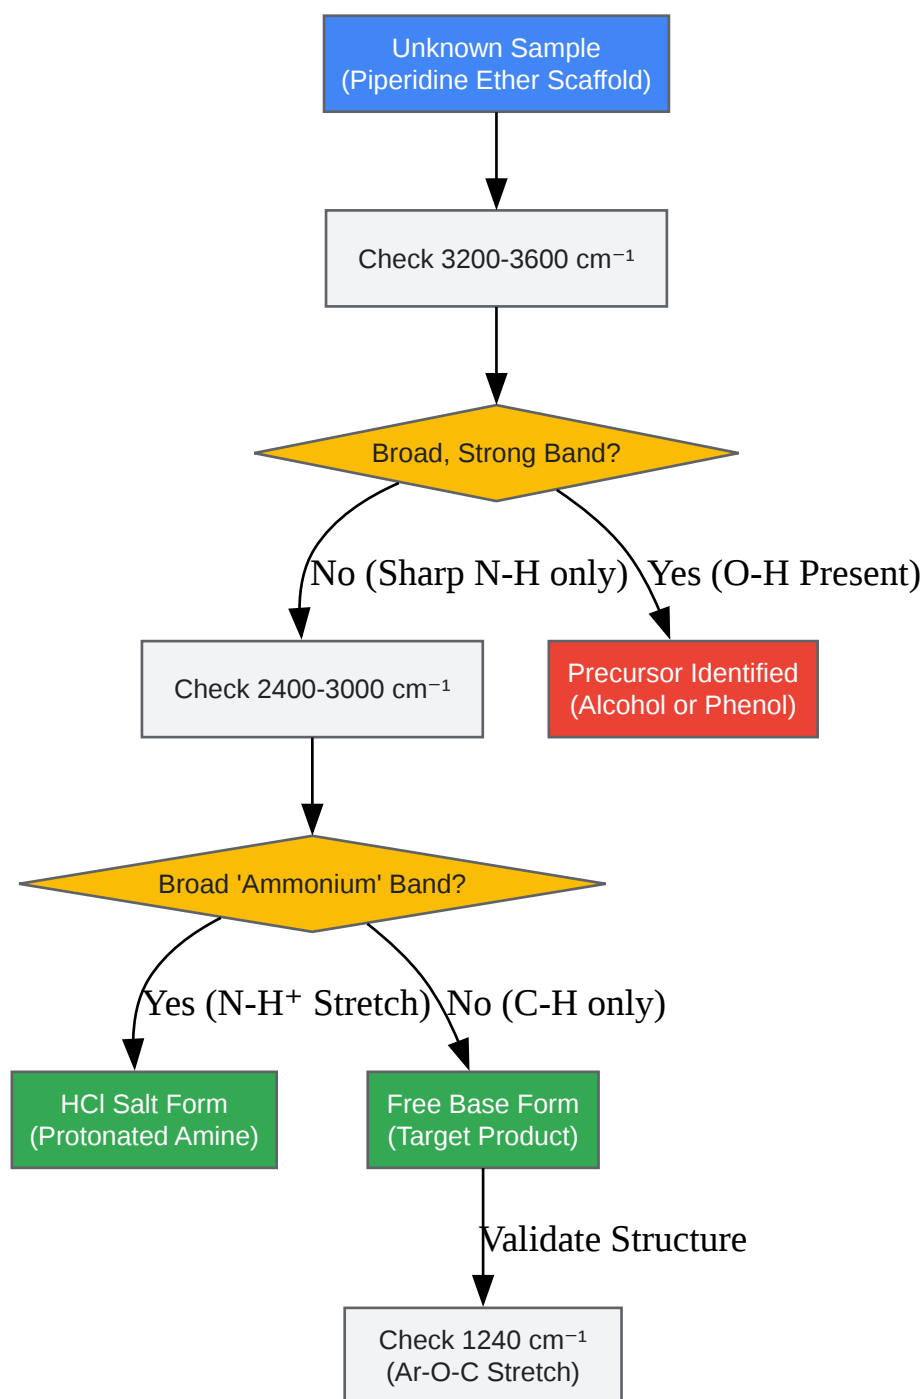 Unknown Sample
(Piperidine Ether Scaffold)
Check 3200-3600 cm⁻¹
Broad, Strong Band?
No (Sharp N-H only)
Yes (O-H Present)
Check 2400-3000 cm⁻¹
Precursor Identified
(Alcohol or Phenol)
Broad 'Ammonium' Band?
Yes (N-H⁺ Stretch)
No (C-H only)
HCl Salt Form
(Protonated Amine)
Free Base Form
(Target Product)
Validate Structure
Check 1240 cm⁻¹
(Ar-O-C Stretch)